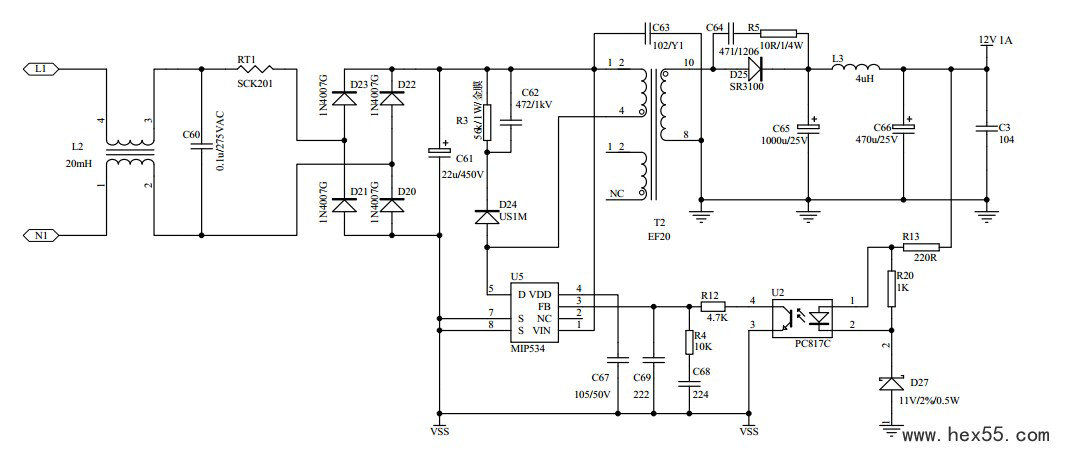 L1
N1
L2
20mH
4
3
1
2
C60
0.1u/275VAC
RT1
SCK201
1N4007G
D23
1N4007G
D22
1N4007G
D21
1N4007G
D20
C61
22u/450V
R3
56k/1W/金膜
C62
472/1kV
D24
US1M
C63
102/Y1
1 2
4
1 2
NC
10
8
T2
EF20
C64
471/1206
R5
10R/1/4W
D25
SR3100
L3
4uH
12V 1A
C65
1000u/25V
C66
470u/25V
C3
104
U5
5
D VDD
4
FB
3
7
S NC
2
8
S VIN
1
MIP534
VSS
C67
105/50V
C69
222
R4
10K
C68
224
R12
4.7K
VSS
U2
4
3
1
2
PC817C
R13
220R
R20
1K
2
D27
11V/2%/0.5W
1
www.hex55.com